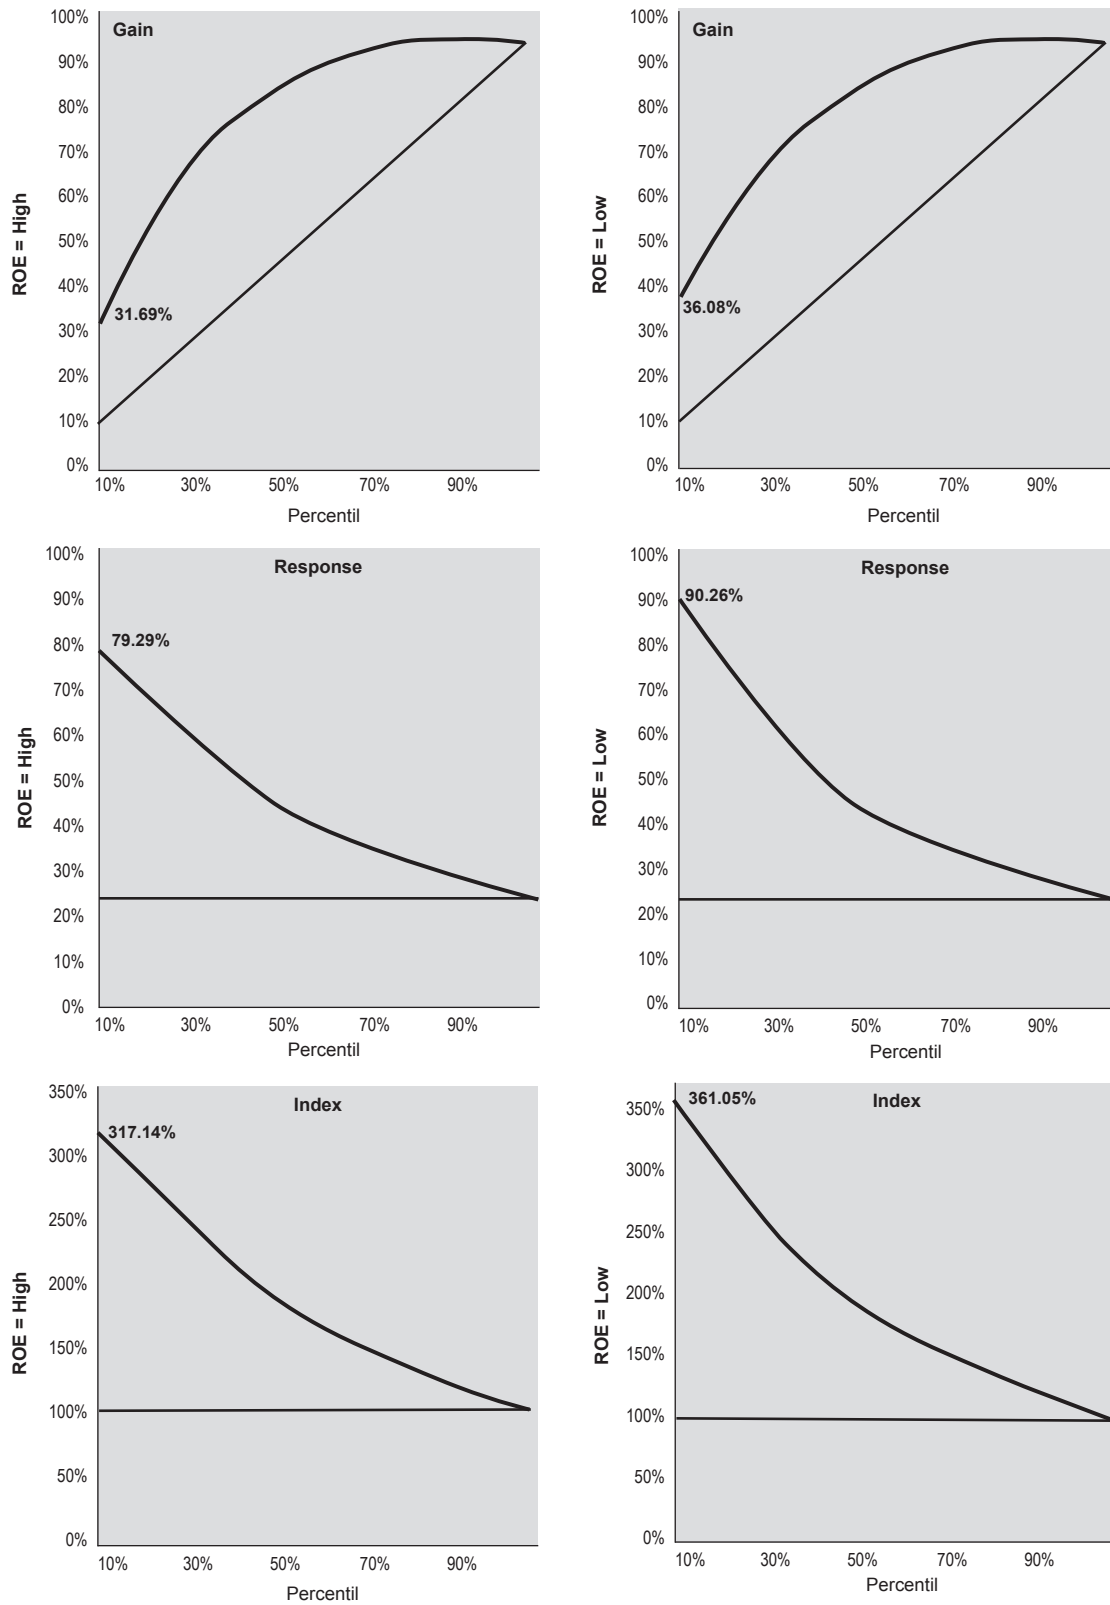 Gain
100%
90%
80%
70%
60%
50%
40%
30%
20%
10%
0%
ROE = High
31.69%
10% 30% 50% 70% 90%
Percentil
Gain
100%
90%
80%
70%
60%
50%
40%
30%
20%
10%
0%
ROE = Low
36.08%
10% 30% 50% 70% 90%
Percentil
Response
100%
90%
80%
70%
60%
50%
40%
30%
20%
10%
0%
ROE = High
79.29%
10% 30% 50% 70% 90%
Percentil
Response
100%
90%
80%
70%
60%
50%
40%
30%
20%
10%
0%
ROE = Low
90.26%
10% 30% 50% 70% 90%
Percentil
Index
350%
300%
250%
200%
150%
100%
50%
0%
ROE = High
317.14%
10% 30% 50% 70% 90%
Percentil
Index
350%
300%
250%
200%
150%
100%
50%
0%
ROE = Low
361.05%
10% 30% 50% 70% 90%
Percentil